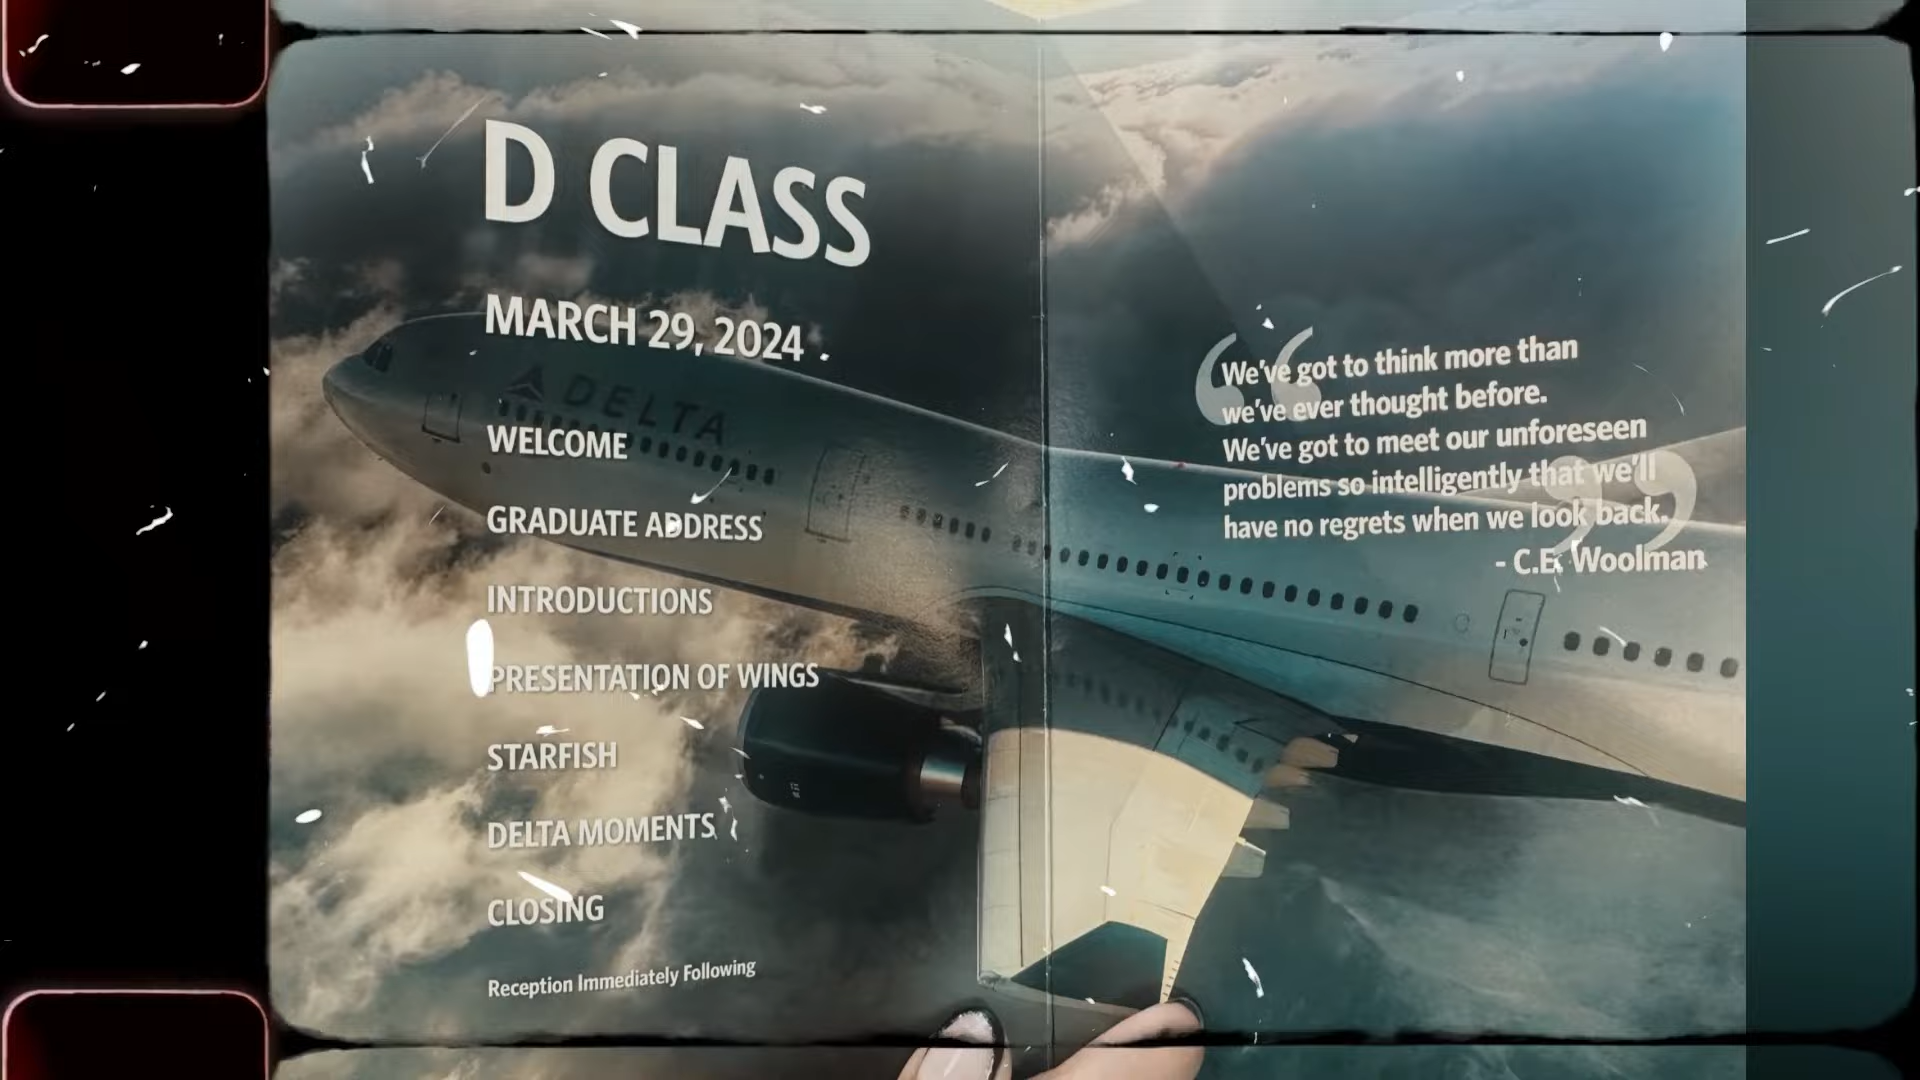 D CLASS
MARCH 29, 2024
DELTA
WELCOME
GRADUATE ADDRESS
INTRODUCTIONS
PRESENTATION OF WINGS
STARFISH
DELTA MOMENTS
CLOSING
Reception Immediately Following
“
We've got to think more than
we've ever thought before.
We've got to meet our unforeseen
problems so intelligently that we'll
have no regrets when we look back.
”
- C.E. Woolman